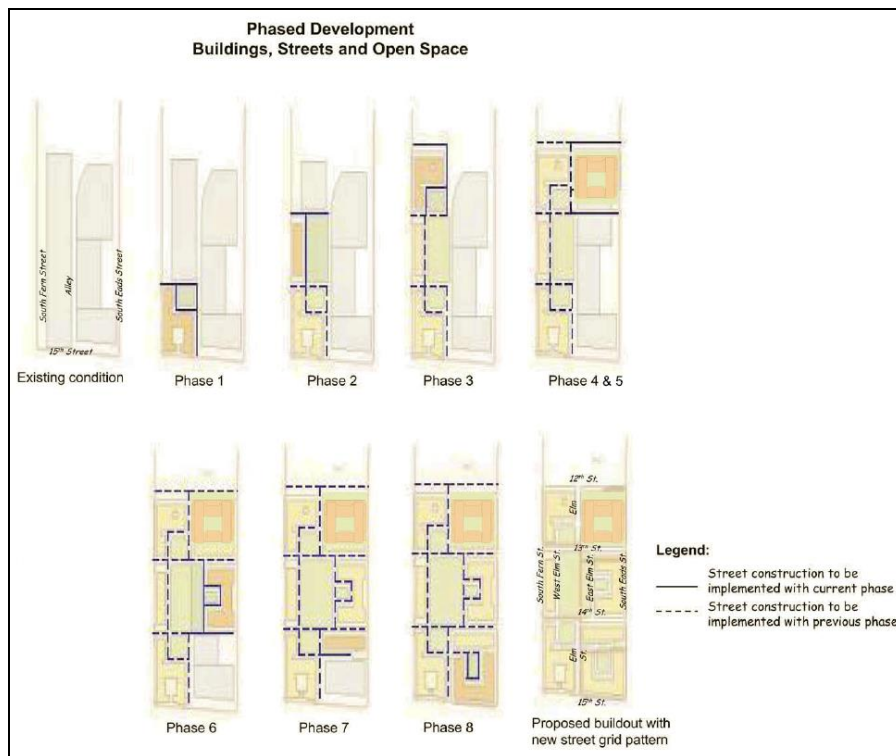 Phased Development
Buildings, Streets and Open Space
South Fern Street
Alley
South Eads Street
15th Street
Existing condition
Phase 1
Phase 2
Phase 3
Phase 4 & 5
Phase 6
Phase 7
Phase 8
12th St.
Elm
13th St.
South Fern St.
West Elm St.
East Elm St.
South Eads St.
14th St.
Elm St.
15th St.
Proposed buildout with
new street grid pattern
Legend:
Street construction to be
implemented with current phase
Street construction to be
implemented with previous phase